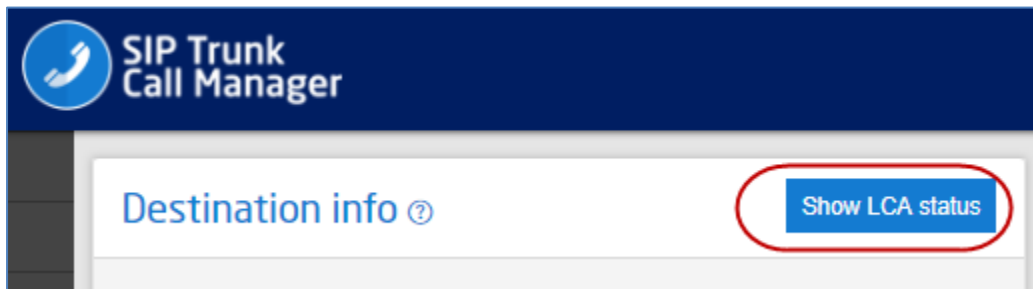 SIP Trunk
Call Manager
Destination info ?
Show LCA status